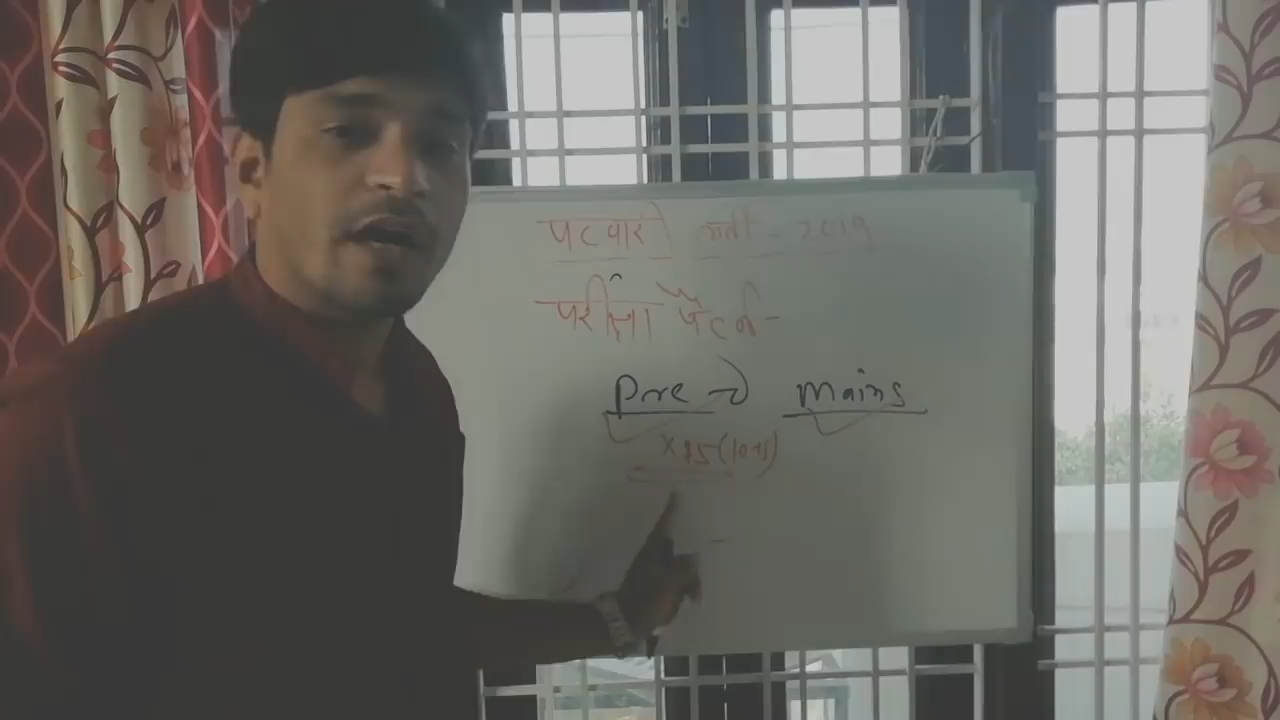 पटवारी भर्ती - 2019
परीक्षा पैटर्न -
Pre → Mains
×15(10+5)